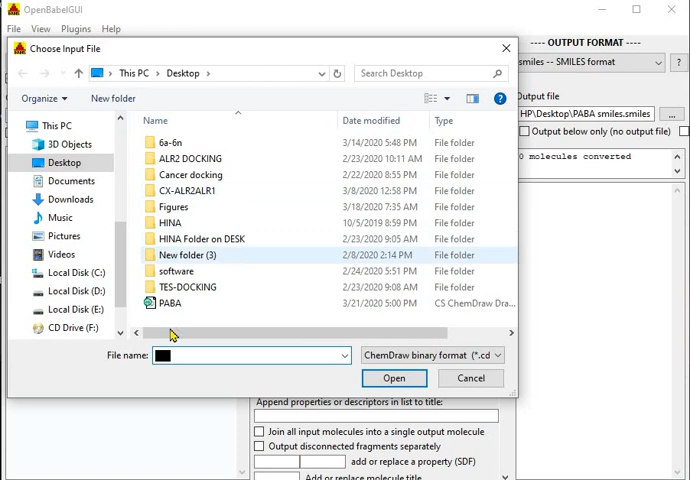 OpenBabelGUI
File View Plugins Help
Choose Input File
---- OUTPUT FORMAT ----
smiles -- SMILES format
?
This PC > Desktop >
Search Desktop
Organize New folder
Output file
HP\Desktop\PABA smiles.smiles ...
Output below only (no output file)
0 molecules converted
Name Date modified Type
This PC
3D Objects
Desktop
Documents
Downloads
Music
Pictures
Videos
Local Disk (C:)
Local Disk (D:)
Local Disk (E:)
CD Drive (F:)
6a-6n 3/14/2020 5:48 PM File folder
ALR2 DOCKING 2/23/2020 10:11 AM File folder
Cancer docking 2/22/2020 8:55 PM File folder
CX-ALR2ALR1 3/8/2020 12:58 PM File folder
Figures 3/18/2020 7:35 AM File folder
HINA 10/5/2019 8:59 PM File folder
HINA Folder on DESK 2/23/2020 9:05 AM File folder
New folder (3) 2/8/2020 2:14 PM File folder
software 2/24/2020 5:51 PM File folder
TES-DOCKING 2/23/2020 9:08 AM File folder
PABA 3/21/2020 5:00 PM CS ChemDraw Dra...
File name:
ChemDraw binary format (*.cd
Open Cancel
Append properties or descriptors in list to title:
Join all input molecules into a single output molecule
Output disconnected fragments separately
add or replace a property (SDF)
Add or replace molecule title